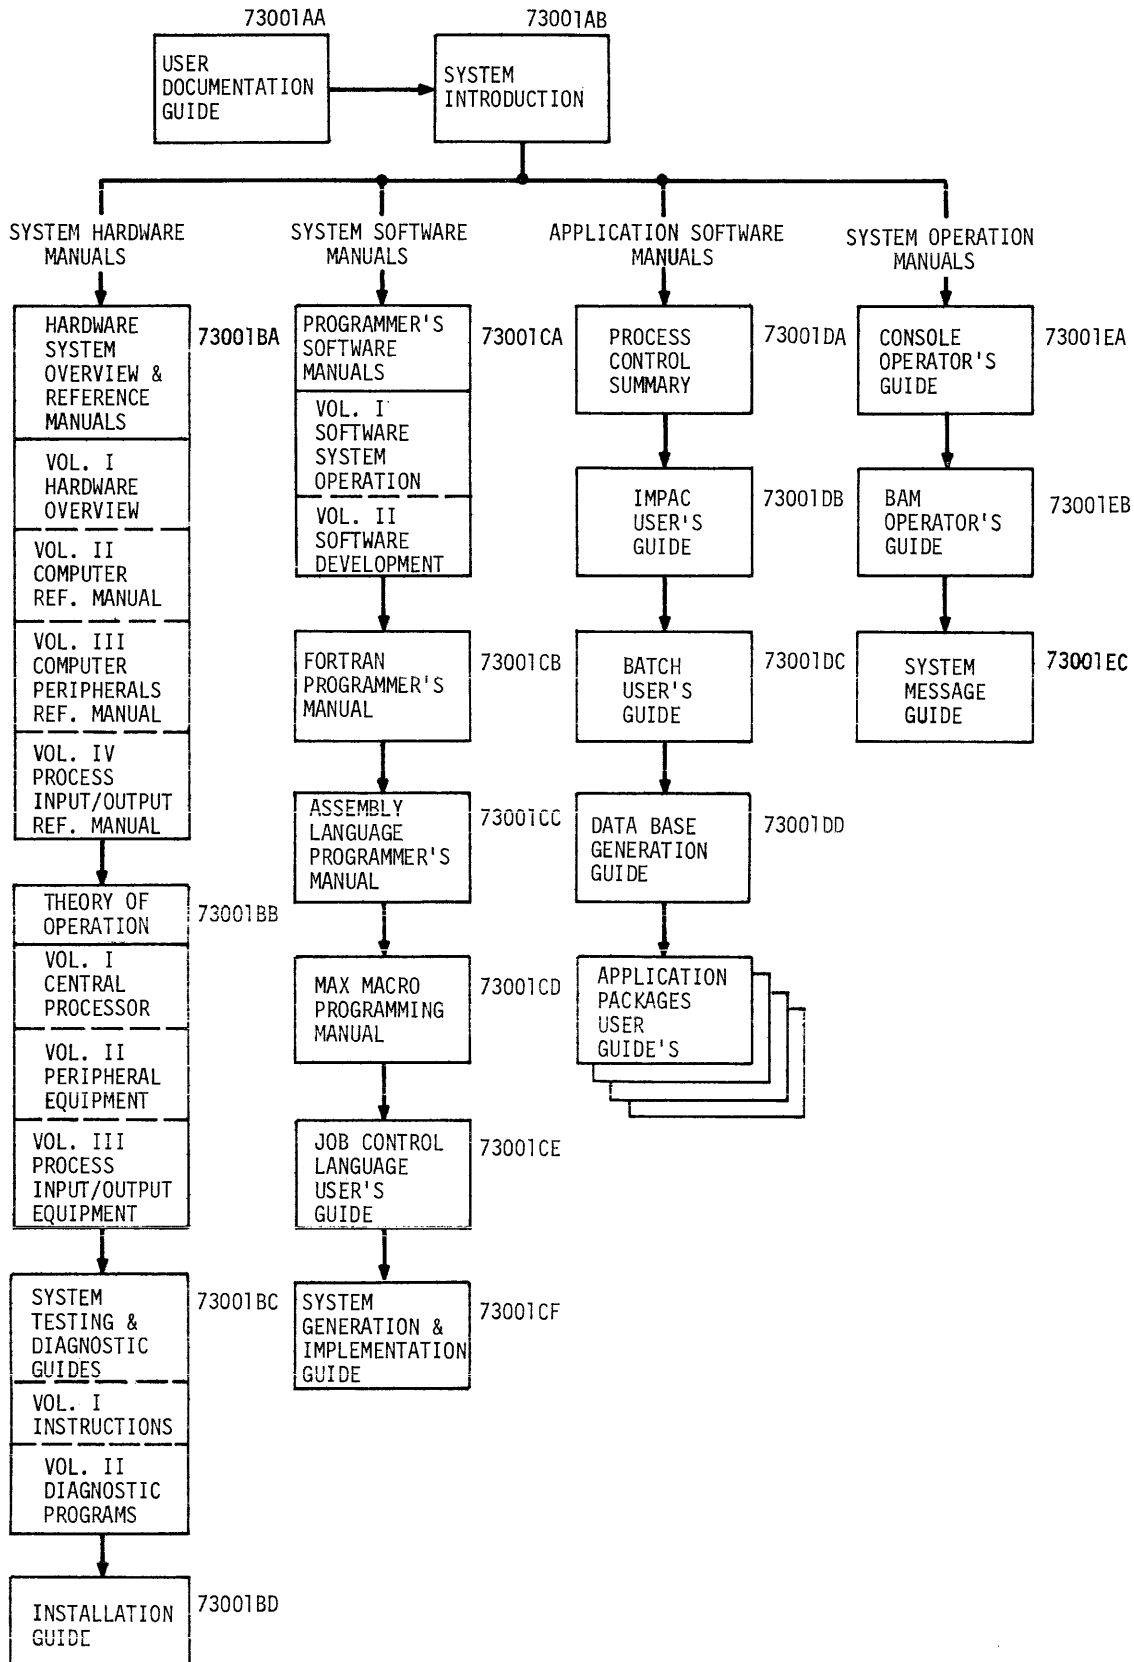 73001AA
73001AB
USER
DOCUMENTATION
GUIDE
SYSTEM
INTRODUCTION
SYSTEM HARDWARE
MANUALS
SYSTEM SOFTWARE
MANUALS
APPLICATION SOFTWARE
MANUALS
SYSTEM OPERATION
MANUALS
HARDWARE
SYSTEM
OVERVIEW &
REFERENCE
MANUALS
73001BA
VOL. I
HARDWARE
OVERVIEW
VOL. II
COMPUTER
REF. MANUAL
VOL. III
COMPUTER
PERIPHERALS
REF. MANUAL
VOL. IV
PROCESS
INPUT/OUTPUT
REF. MANUAL
THEORY OF
OPERATION
73001BB
VOL. I
CENTRAL
PROCESSOR
VOL. II
PERIPHERAL
EQUIPMENT
VOL. III
PROCESS
INPUT/OUTPUT
EQUIPMENT
SYSTEM
TESTING &
DIAGNOSTIC
GUIDES
73001BC
VOL. I
INSTRUCTIONS
VOL. II
DIAGNOSTIC
PROGRAMS
INSTALLATION
GUIDE
73001BD
PROGRAMMER'S
SOFTWARE
MANUALS
73001CA
VOL. I
SOFTWARE
SYSTEM
OPERATION
VOL. II
SOFTWARE
DEVELOPMENT
FORTRAN
PROGRAMMER'S
MANUAL
73001CB
ASSEMBLY
LANGUAGE
PROGRAMMER'S
MANUAL
73001CC
MAX MACRO
PROGRAMMING
MANUAL
73001CD
JOB CONTROL
LANGUAGE
USER'S
GUIDE
73001CE
SYSTEM
GENERATION &
IMPLEMENTATION
GUIDE
73001CF
PROCESS
CONTROL
SUMMARY
73001DA
IMPAC
USER'S
GUIDE
73001DB
BATCH
USER'S
GUIDE
73001DC
DATA BASE
GENERATION
GUIDE
73001DD
APPLICATION
PACKAGES
USER
GUIDE'S
CONSOLE
OPERATOR'S
GUIDE
73001EA
BAM
OPERATOR'S
GUIDE
73001EB
SYSTEM
MESSAGE
GUIDE
73001EC